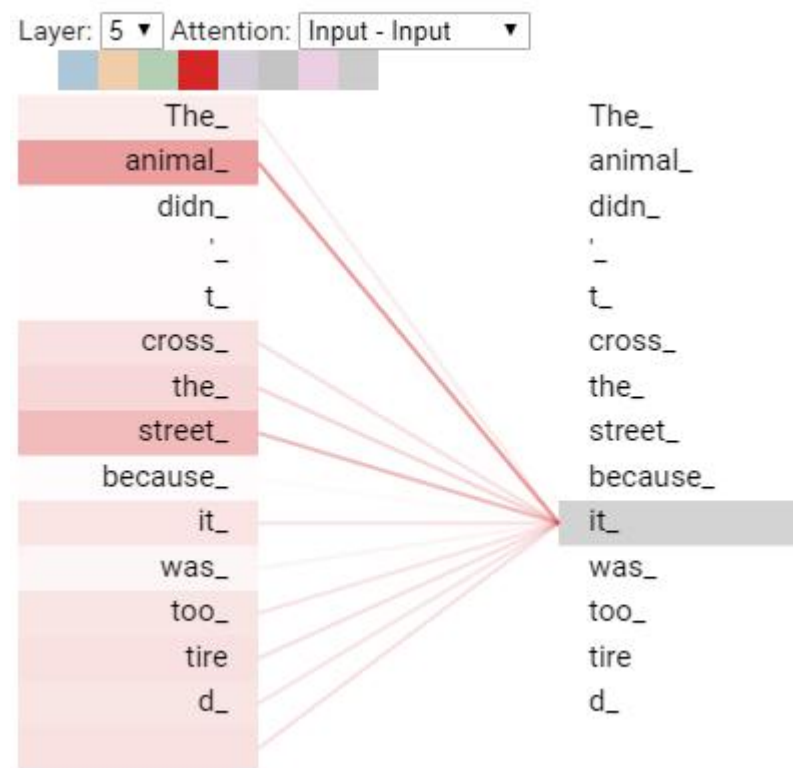 Layer: 5 Attention: Input - Input
The_ The_
animal_ animal_
didn_ didn_
'_ '_
t_ t_
cross_ cross_
the_ the_
street_ street_
because_ because_
it_ it_
was_ was_
too_ too_
tire tire
d_ d_